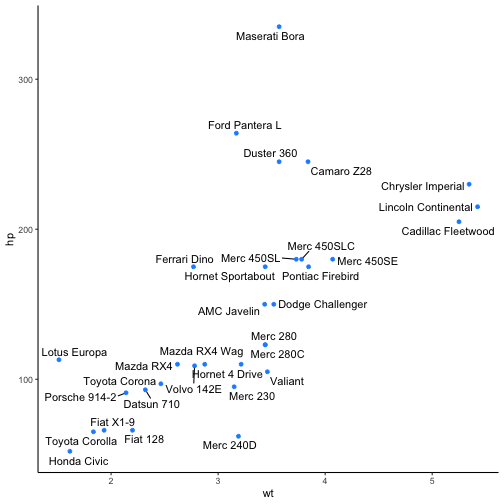 Maserati Bora
300
Ford Pantera L
Duster 360
Camaro Z28
Chrysler Imperial
Lincoln Continental
Cadillac Fleetwood
hp
200
Merc 450SLC
Ferrari Dino
Merc 450SL
Merc 450SE
Hornet Sportabout
Pontiac Firebird
AMC Javelin
Dodge Challenger
Merc 280
Lotus Europa
Mazda RX4 Wag
Merc 280C
Mazda RX4
Hornet 4 Drive
100
Toyota Corona
Valiant
Volvo 142E
Porsche 914-2
Merc 230
Datsun 710
Fiat X1-9
Toyota Corolla
Fiat 128
Merc 240D
Honda Civic
2
3
4
5
wt